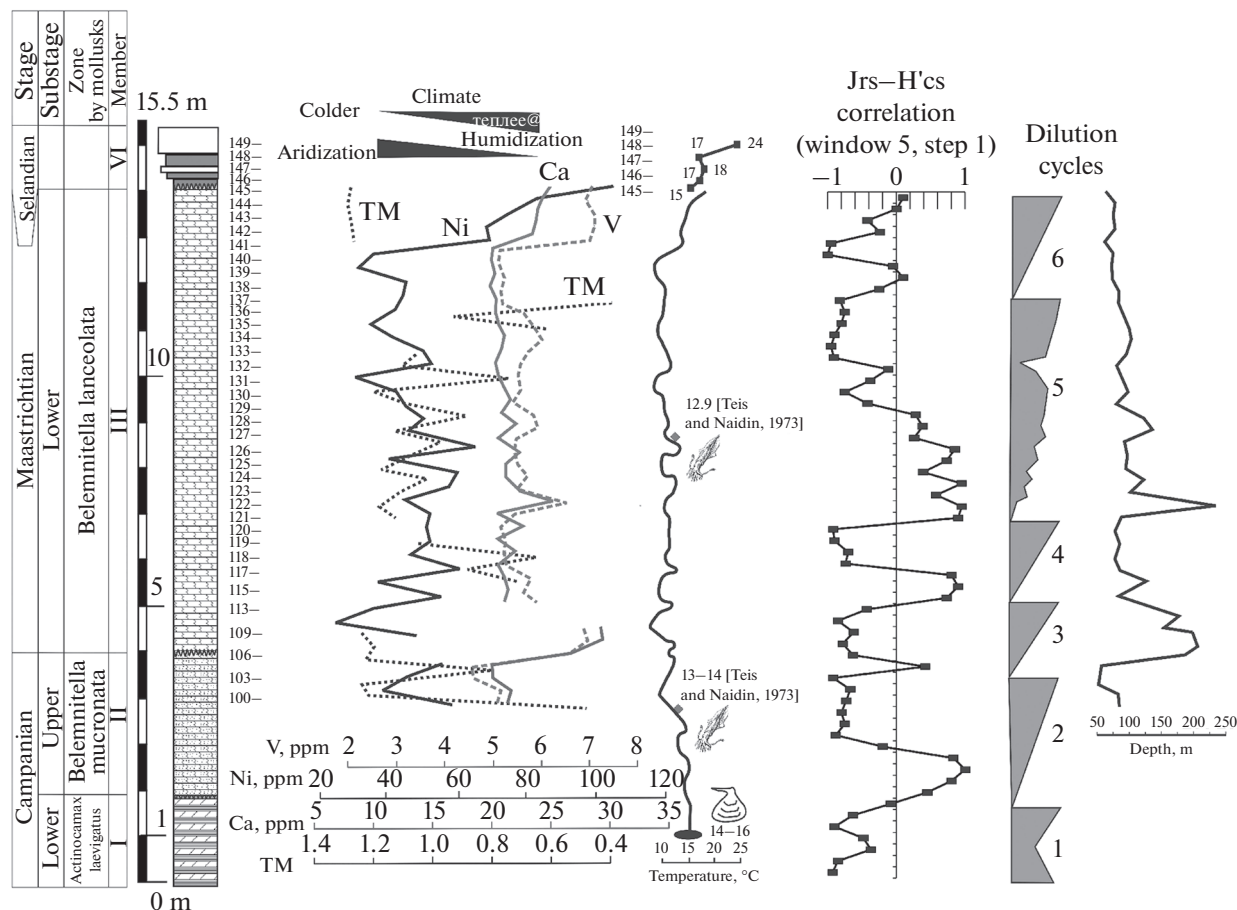 Stage
Substage
Zone
by mollusks
Member
15.5 m
Colder
Climate
теплее@
Aridization
Humidization
Jrs–H'cs
correlation
(window 5, step 1)
–1 0 1
Dilution
cycles
Selandian
VI
Maastrichtian
Lower
Belemnitella lanceolata
III
Campanian
Upper
Belemnitella
mucronata
II
Lower
Actinocamax
laevigatus
I
10
5
1
0 m
149
148
147
146
145
144
143
142
141
140
139
138
137
136
135
134
133
132
131
130
129
128
127
126
125
124
123
122
121
120
119
118
117
115
113
109
106
103
100
TM
Ni
Ca
V
TM
149
148
147
146
145
17
24
18
17
15
12.9 [Teis
and Naidin, 1973]
13–14 [Teis
and Naidin, 1973]
14–16
10 15 20 25
Temperature, °C
V, ppm 2 3 4 5 6 7 8
Ni, ppm 20 40 60 80 100 120
Ca, ppm 5 10 15 20 25 30 35
TM 1.4 1.2 1.0 0.8 0.6 0.4
6
5
4
3
2
1
50 100 150 200 250
Depth, m